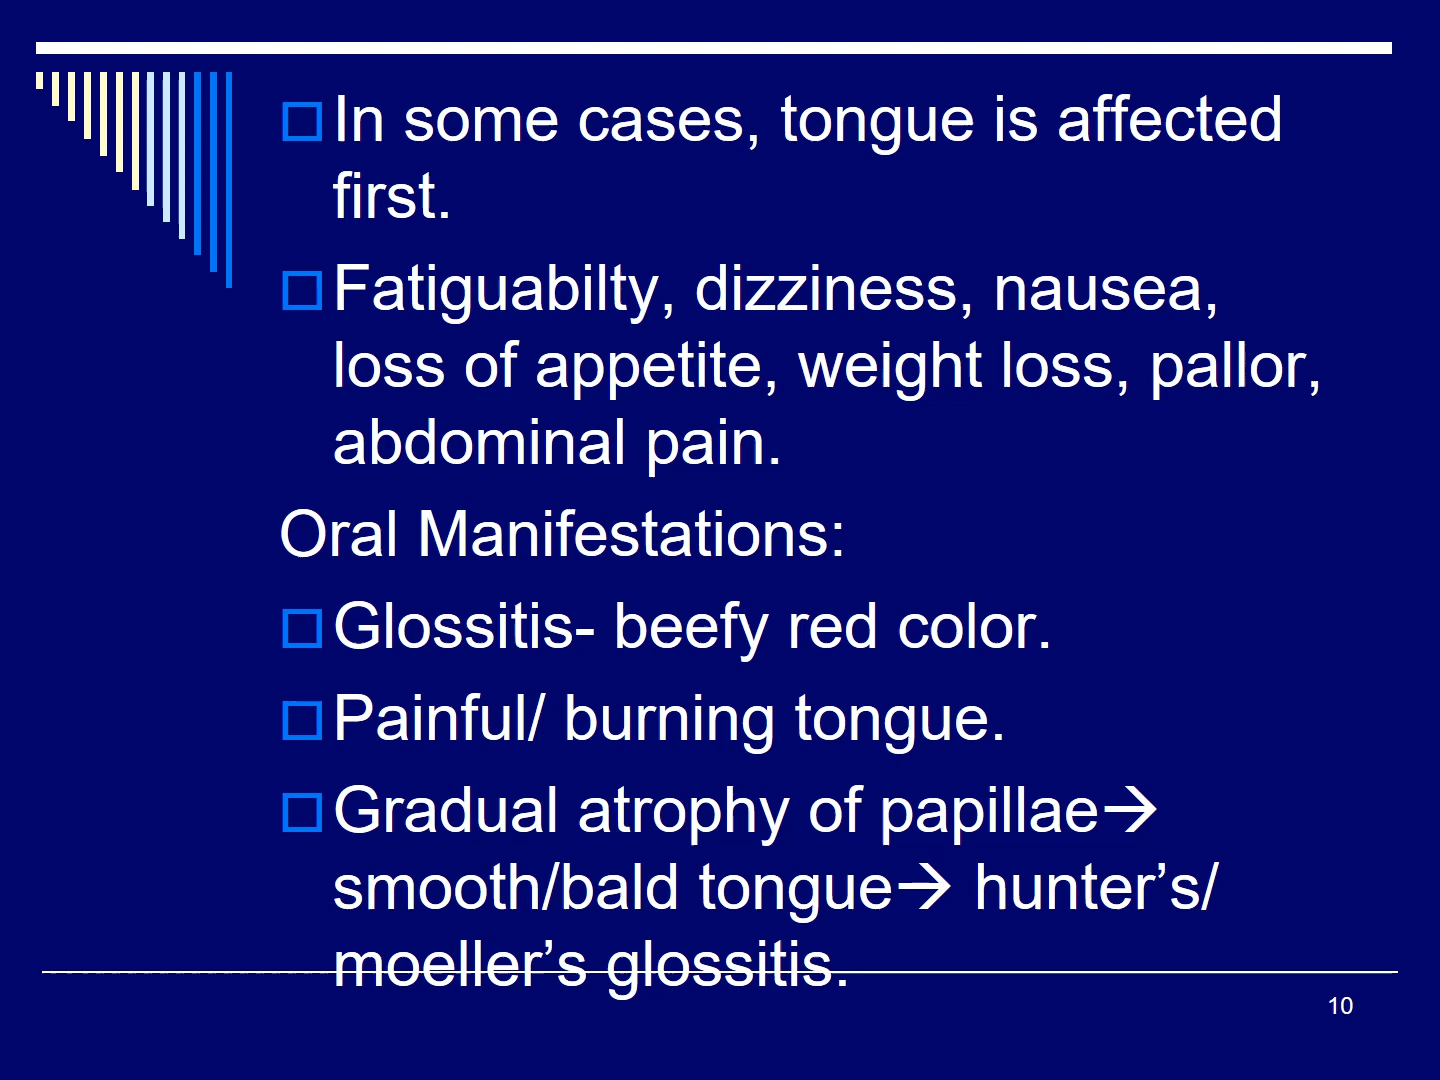 In some cases, tongue is affected
first.
Fatiguabilty, dizziness, nausea,
loss of appetite, weight loss, pallor,
abdominal pain.
Oral Manifestations:
Glossitis- beefy red color.
Painful/ burning tongue.
Gradual atrophy of papillae→
smooth/bald tongue→ hunter’s/
moeller’s glossitis.
10